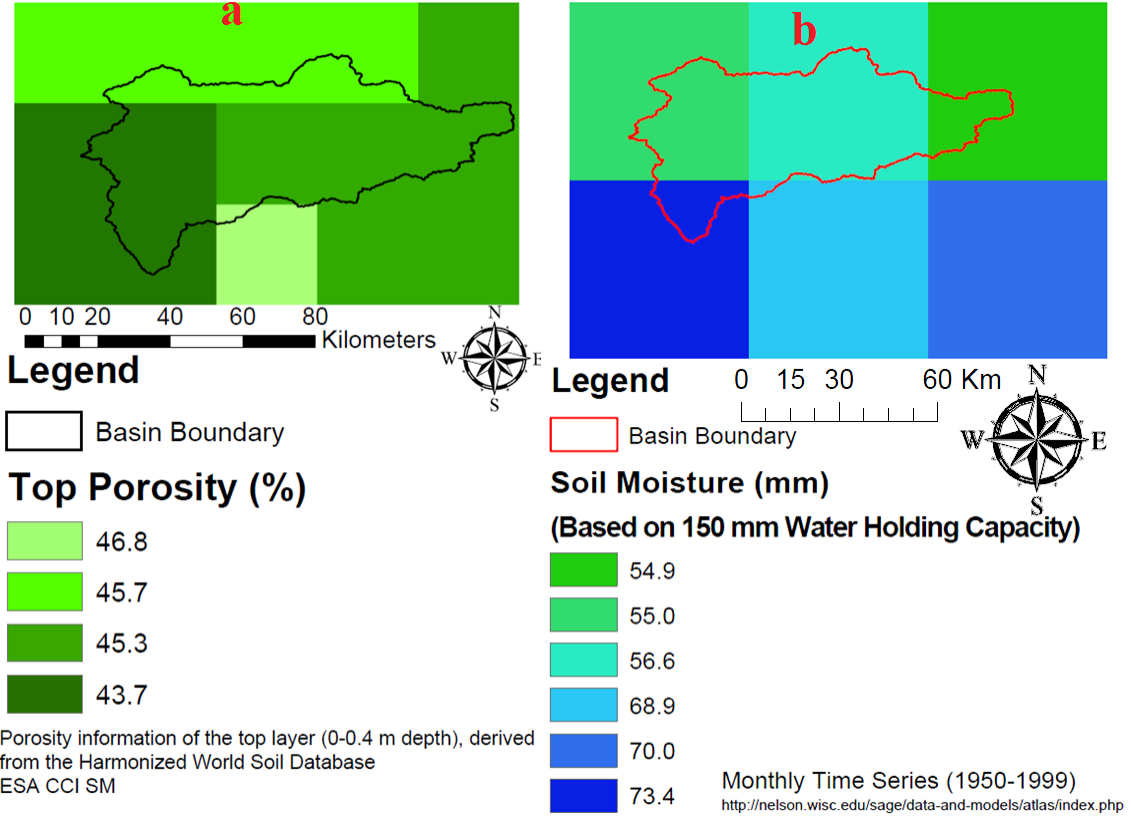 a
0 10 20 40 60 80
Kilometers
N
W E
S
Legend
Basin Boundary
Top Porosity (%)
46.8
45.7
45.3
43.7
Porosity information of the top layer (0-0.4 m depth), derived
from the Harmonized World Soil Database
ESA CCI SM
b
Legend
0 15 30 60 Km
N
W E
S
Basin Boundary
Soil Moisture (mm)
(Based on 150 mm Water Holding Capacity)
54.9
55.0
56.6
68.9
70.0
73.4
Monthly Time Series (1950-1999)
http://nelson.wisc.edu/sage/data-and-models/atlas/index.php